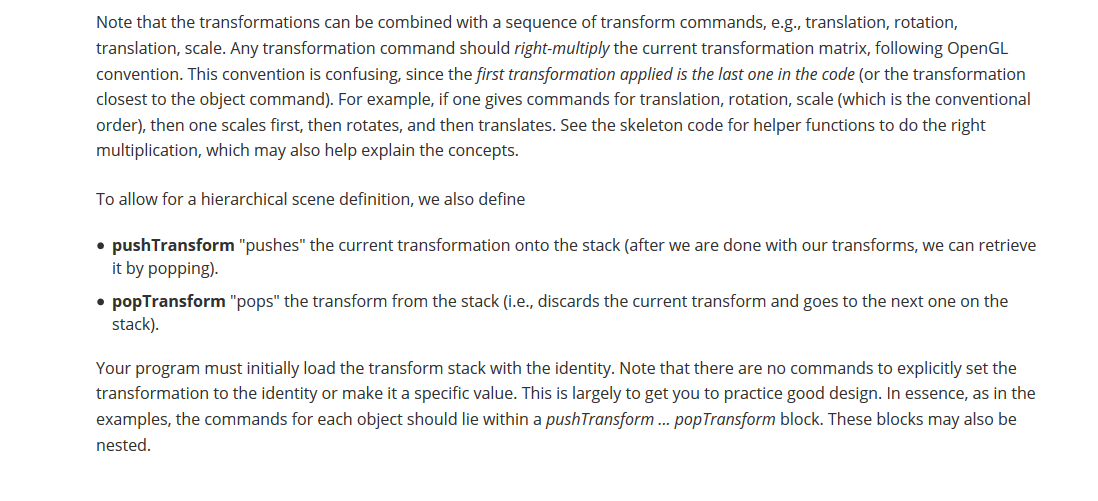 Note that the transformations can be combined with a sequence of transform commands, e.g., translation, rotation,
translation, scale. Any transformation command should right-multiply the current transformation matrix, following OpenGL
convention. This convention is confusing, since the first transformation applied is the last one in the code (or the transformation
closest to the object command). For example, if one gives commands for translation, rotation, scale (which is the conventional
order), then one scales first, then rotates, and then translates. See the skeleton code for helper functions to do the right
multiplication, which may also help explain the concepts.
To allow for a hierarchical scene definition, we also define
• pushTransform "pushes" the current transformation onto the stack (after we are done with our transforms, we can retrieve
it by popping).
• popTransform "pops" the transform from the stack (i.e., discards the current transform and goes to the next one on the
stack).
Your program must initially load the transform stack with the identity. Note that there are no commands to explicitly set the
transformation to the identity or make it a specific value. This is largely to get you to practice good design. In essence, as in the
examples, the commands for each object should lie within a pushTransform ... popTransform block. These blocks may also be
nested.